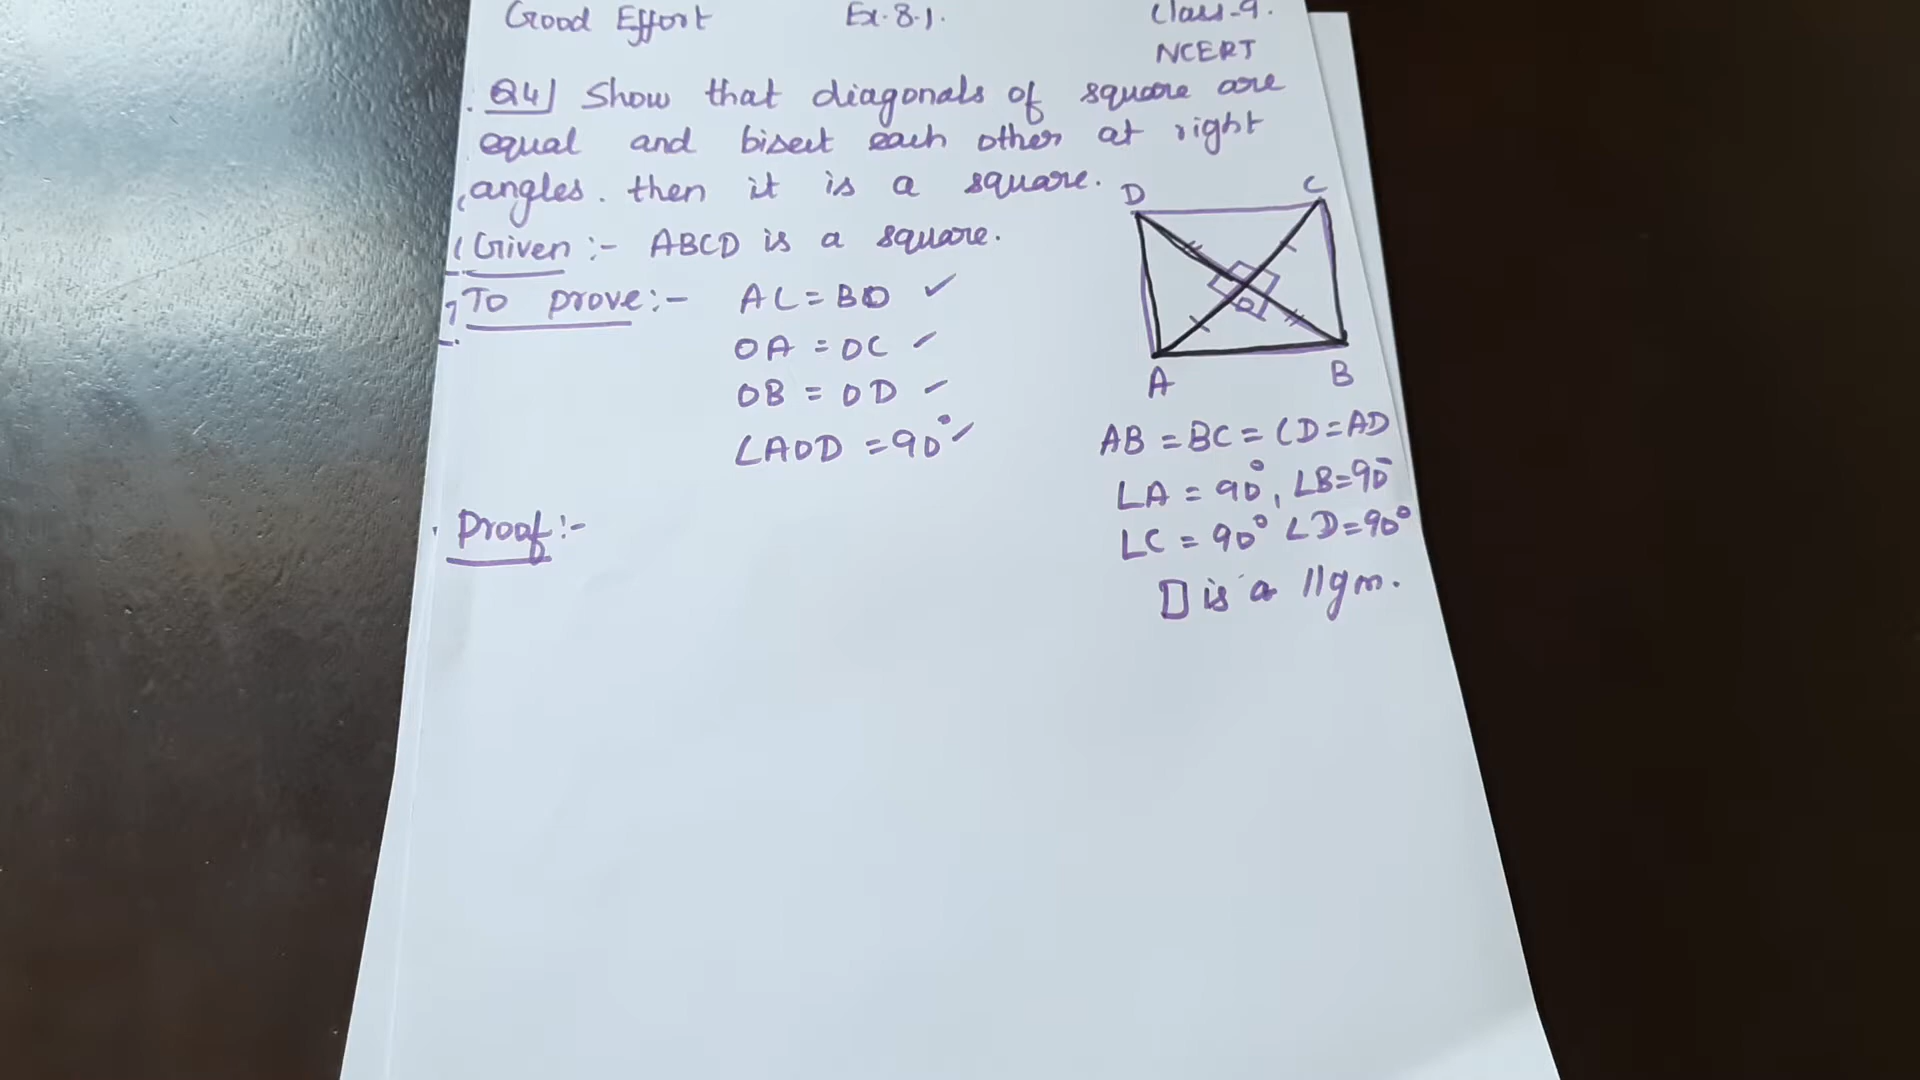 Good Effort Ex. 8.1. Class-9.
NCERT
Q4] Show that diagonals of square are
equal and bisect each other at right
angles. then it is a square.
Given :- ABCD is a square.
To prove :- AC = BD ✓
OA = OC ✓
OB = OD ✓
∠AOD = 90° ✓
Proof :-
D C
O
A B
AB = BC = CD = AD
∠A = 90°, ∠B = 90°
∠C = 90° ∠D = 90°
▯ is a ||gm.